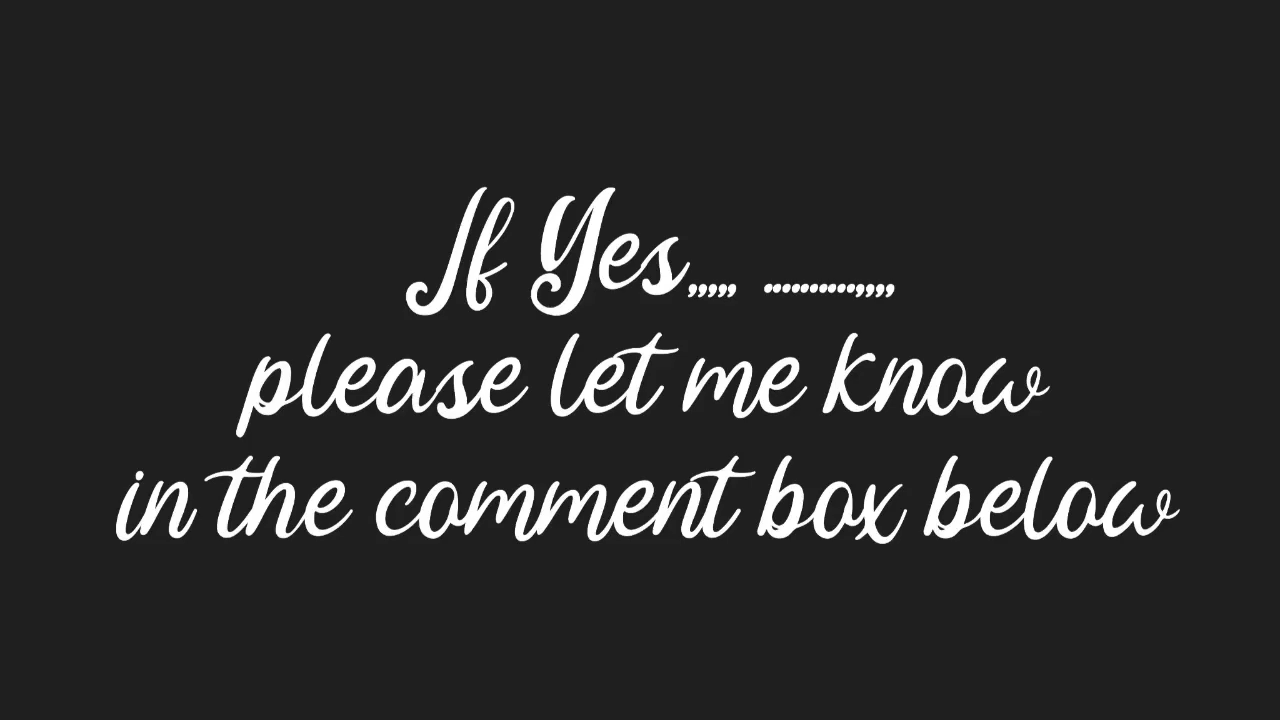 If Yes,,,,, ..........,,,,
please let me know
in the comment box below